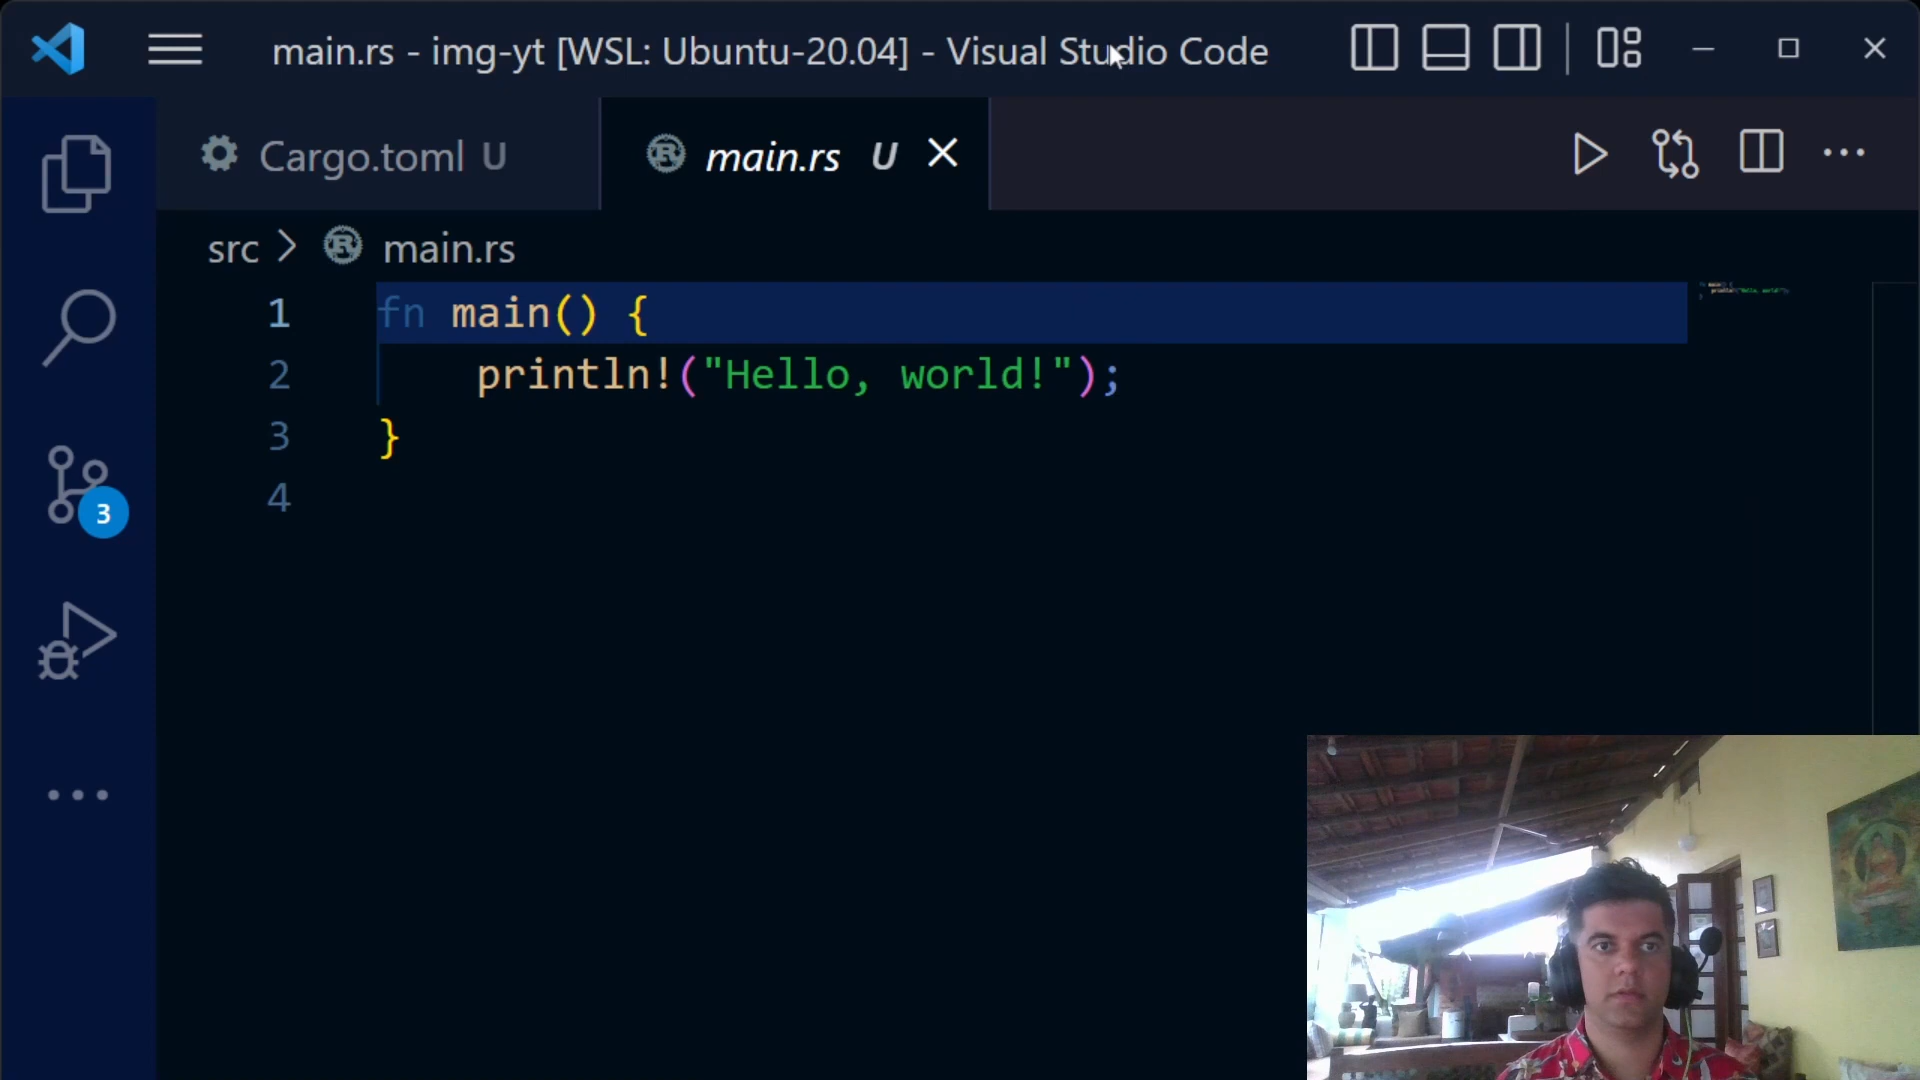 main.rs - img-yt [WSL: Ubuntu-20.04] - Visual Studio Code
Cargo.toml U
main.rs U
src > main.rs
1 fn main() {
2 println!("Hello, world!");
3 }
4
3